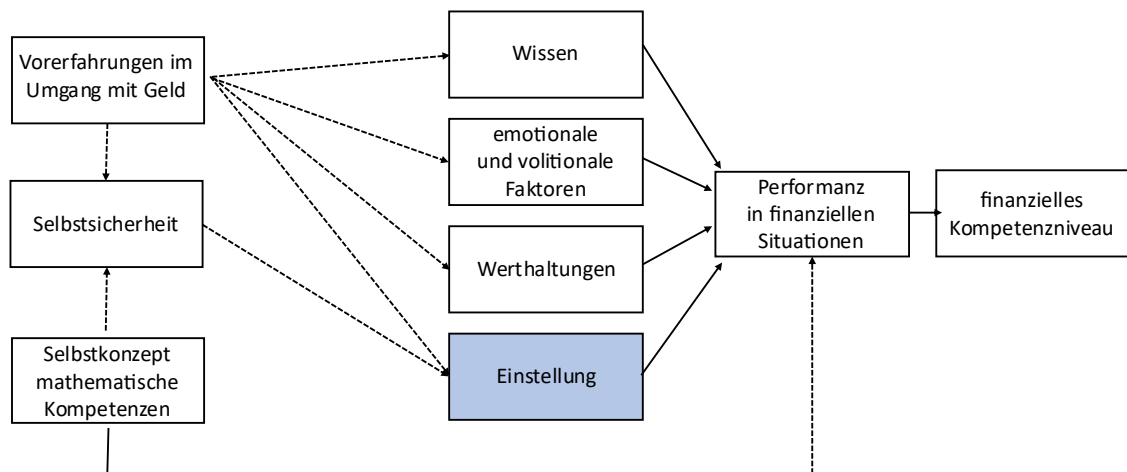 Vorerfahrungen im
Umgang mit Geld
Selbstsicherheit
Selbstkonzept
mathematische
Kompetenzen
Wissen
emotionale
und volitionale
Faktoren
Werthaltungen
Einstellung
Performanz
in finanziellen
Situationen
finanzielles
Kompetenzniveau